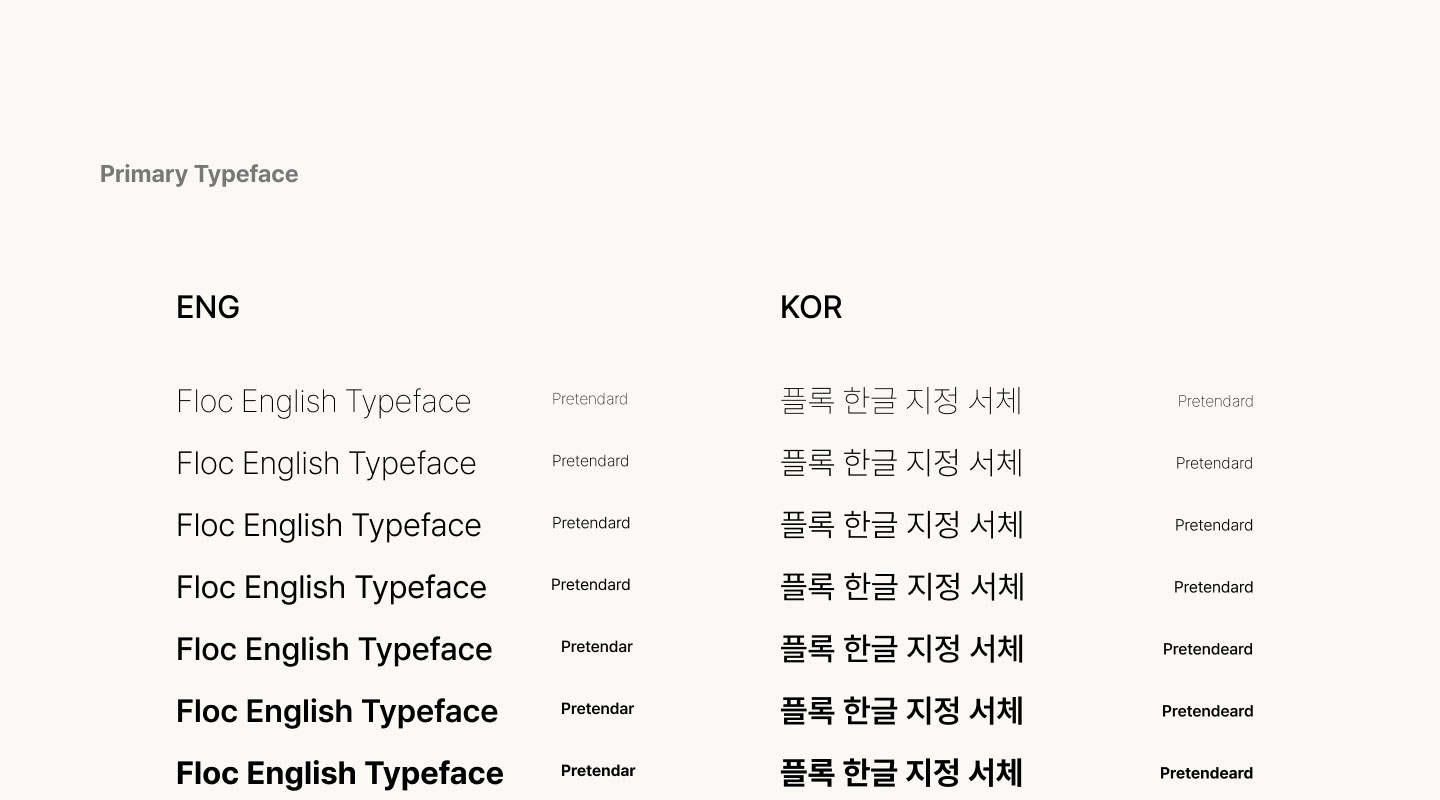 Primary Typeface
ENG
Floc English Typeface Pretendard
Floc English Typeface Pretendard
Floc English Typeface Pretendard
Floc English Typeface Pretendard
Floc English Typeface Pretendar
Floc English Typeface Pretendar
Floc English Typeface Pretendar
KOR
플록 한글 지정 서체 Pretendard
플록 한글 지정 서체 Pretendard
플록 한글 지정 서체 Pretendard
플록 한글 지정 서체 Pretendard
플록 한글 지정 서체 Pretendeard
플록 한글 지정 서체 Pretendeard
플록 한글 지정 서체 Pretendeard